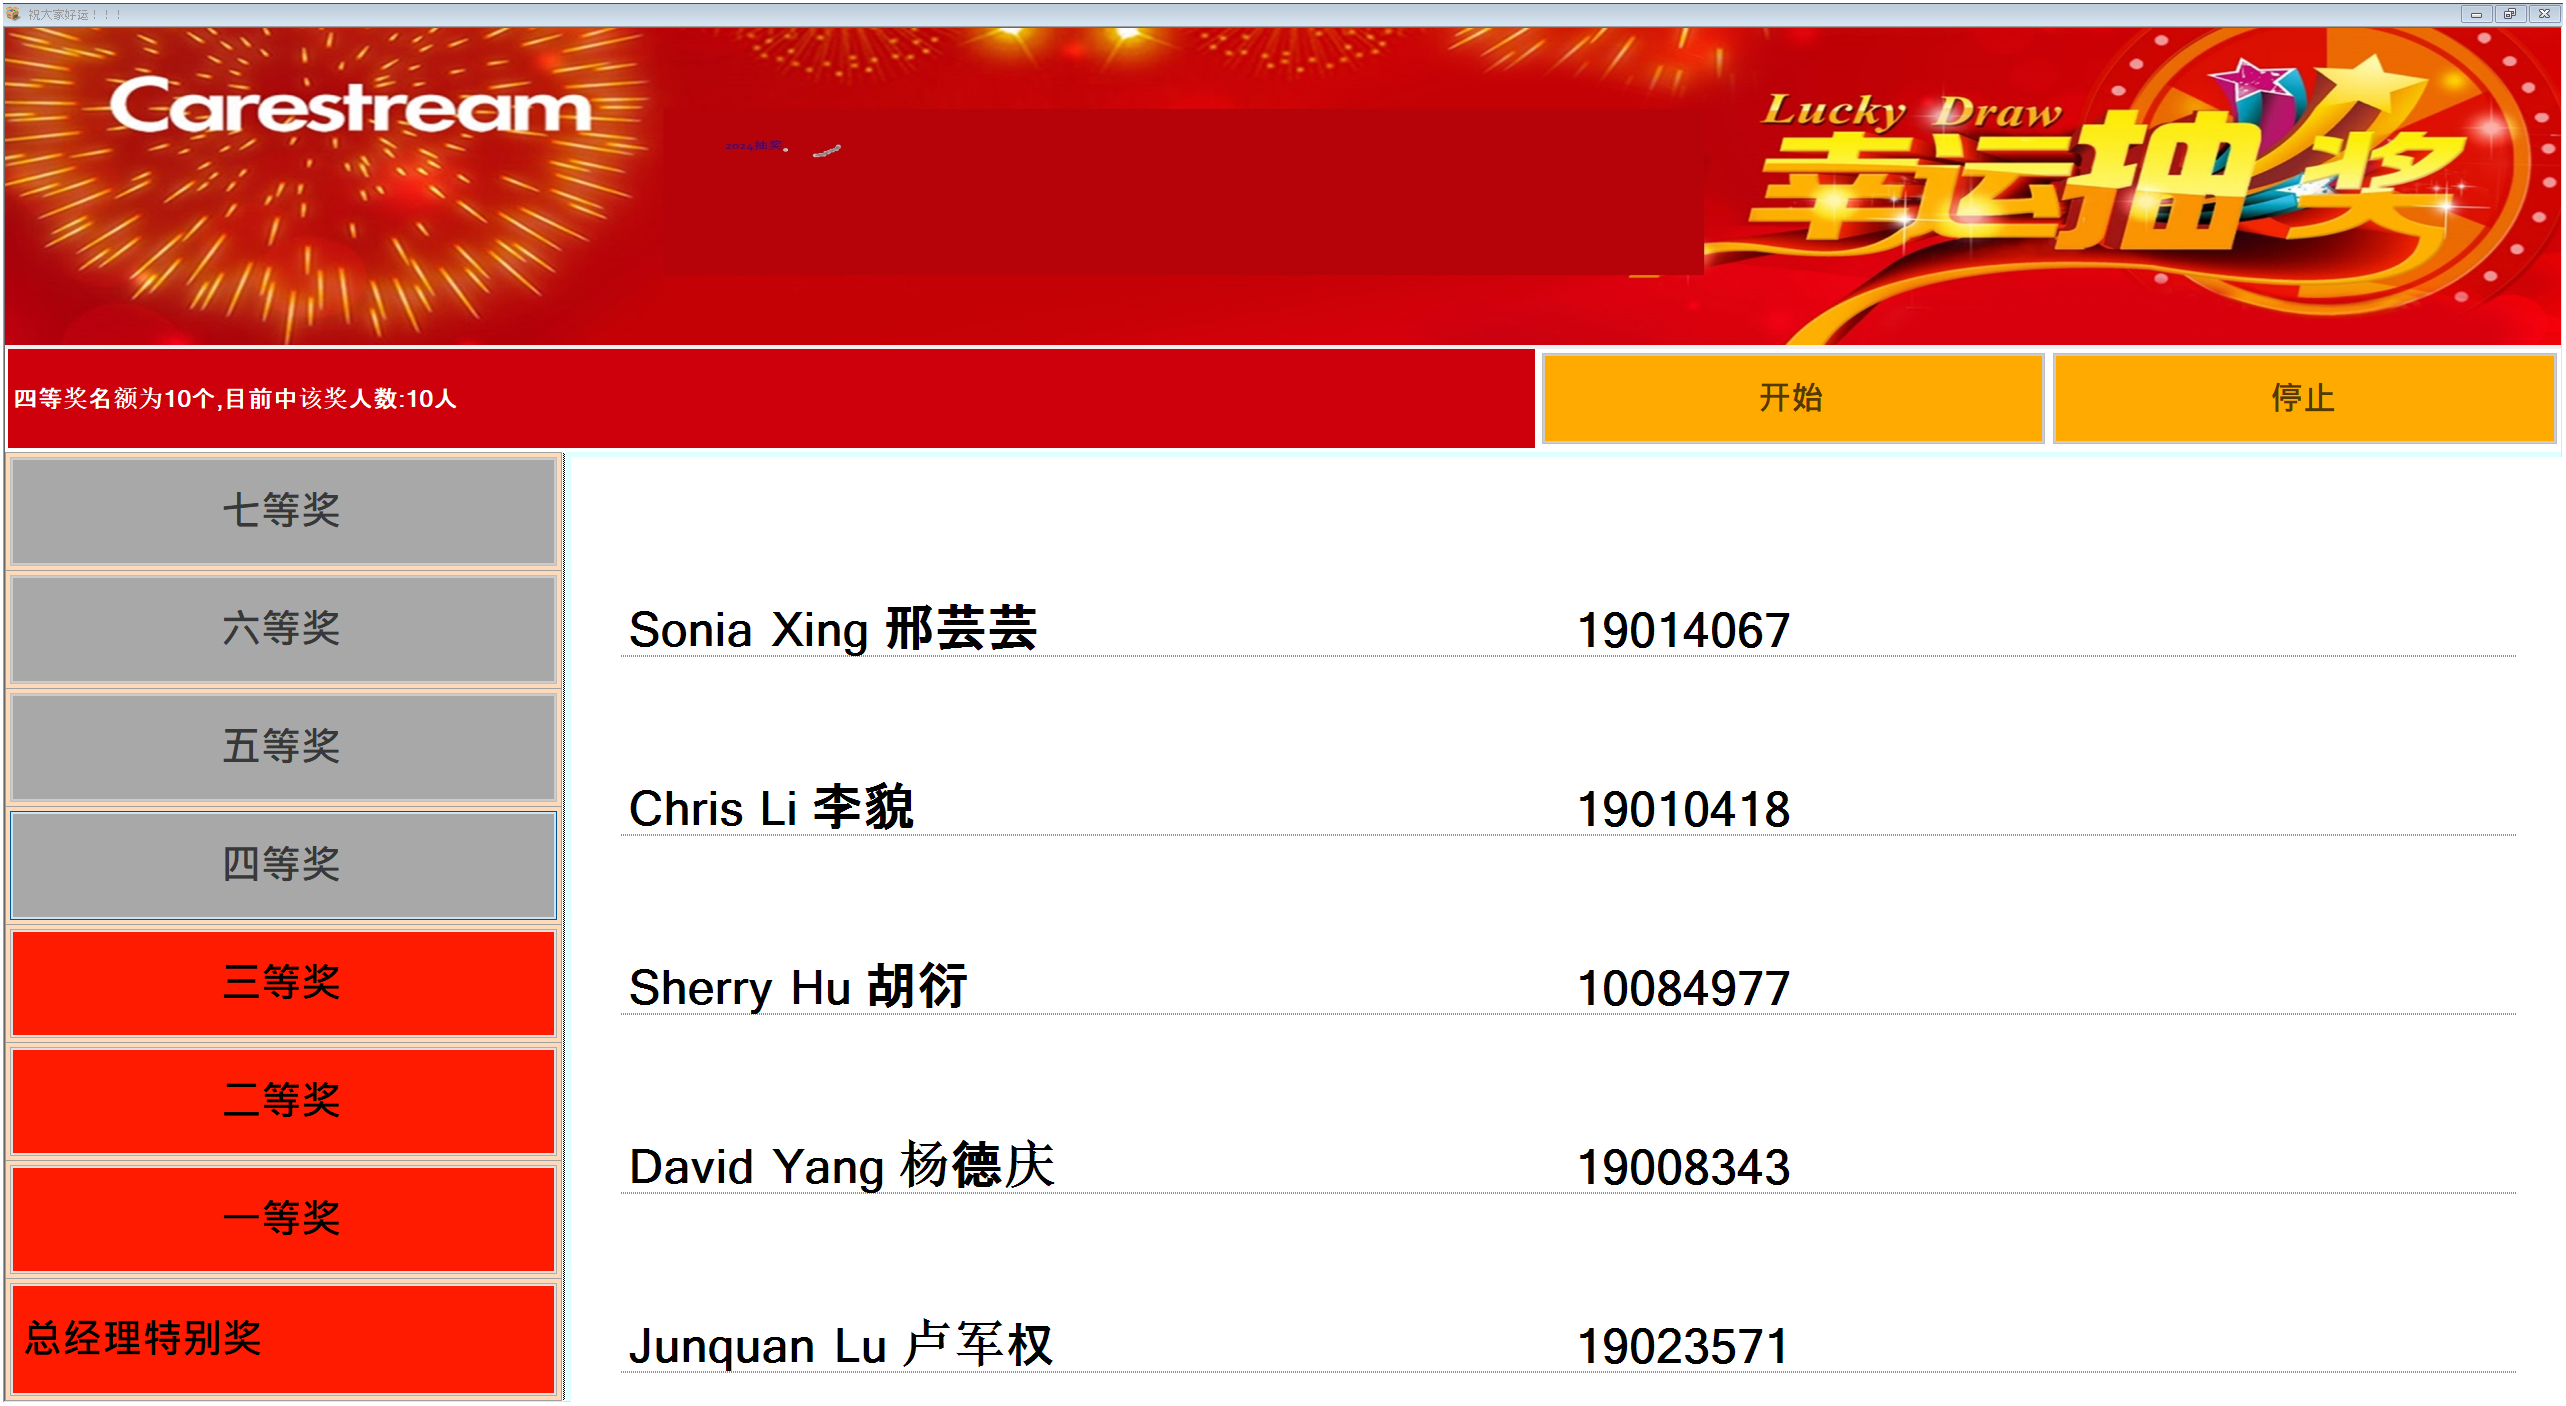 祝大家好运！！！
Carestream
2024抽奖。
Lucky Draw
幸运抽奖
四等奖名额为10个,目前中该奖人数:10人
开始
停止
七等奖
六等奖
五等奖
四等奖
三等奖
二等奖
一等奖
总经理特别奖
Sonia Xing 邢芸芸 19014067
Chris Li 李貌 19010418
Sherry Hu 胡衍 10084977
David Yang 杨德庆 19008343
Junquan Lu 卢军权 19023571